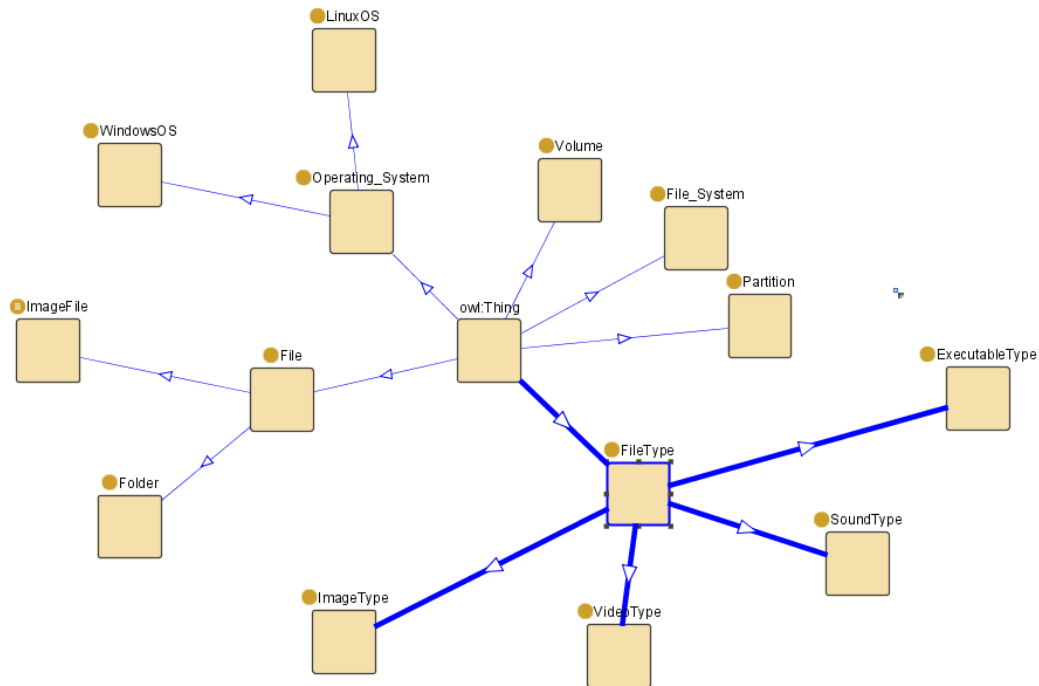 LinuxOS
WindowsOS
Volume
Operating_System
File_System
Partition
ImageFile
owl:Thing
File
ExecutableType
FileType
Folder
SoundType
ImageType
VideoType